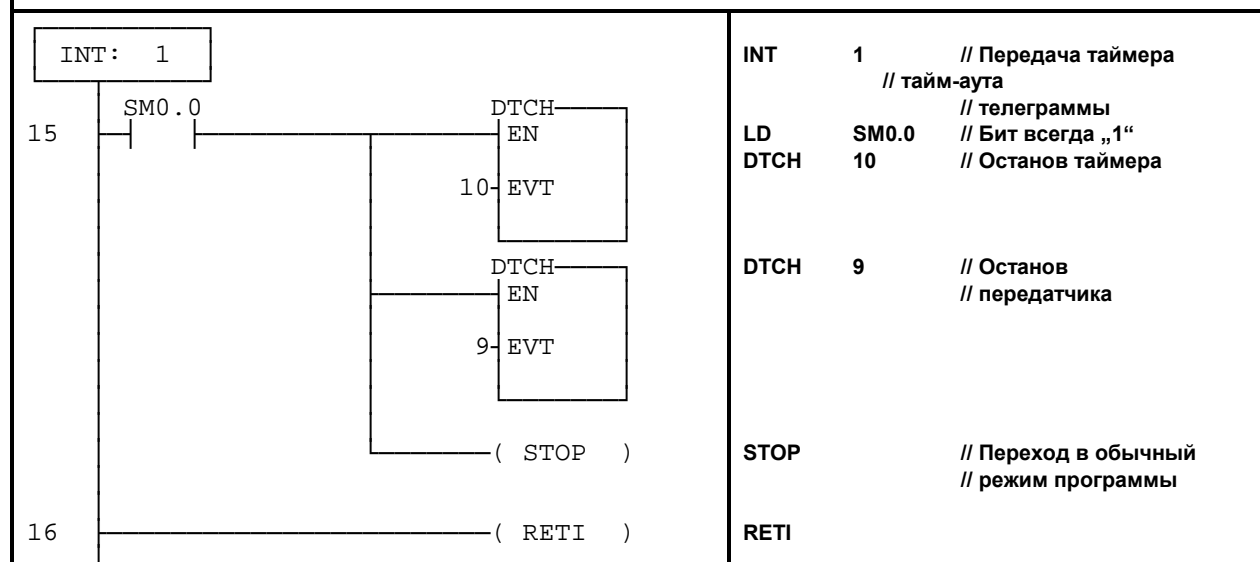 INT: 1
SM0.0
DTCH
15
EN
10
EVT
DTCH
EN
9
EVT
( STOP )
16
( RETI )
INT 1 // Передача таймера
// тайм-аута
// телеграммы
LD SM0.0 // Бит всегда „1“
DTCH 10 // Останов таймера
DTCH 9 // Останов
// передатчика
STOP // Переход в обычный
// режим программы
RETI